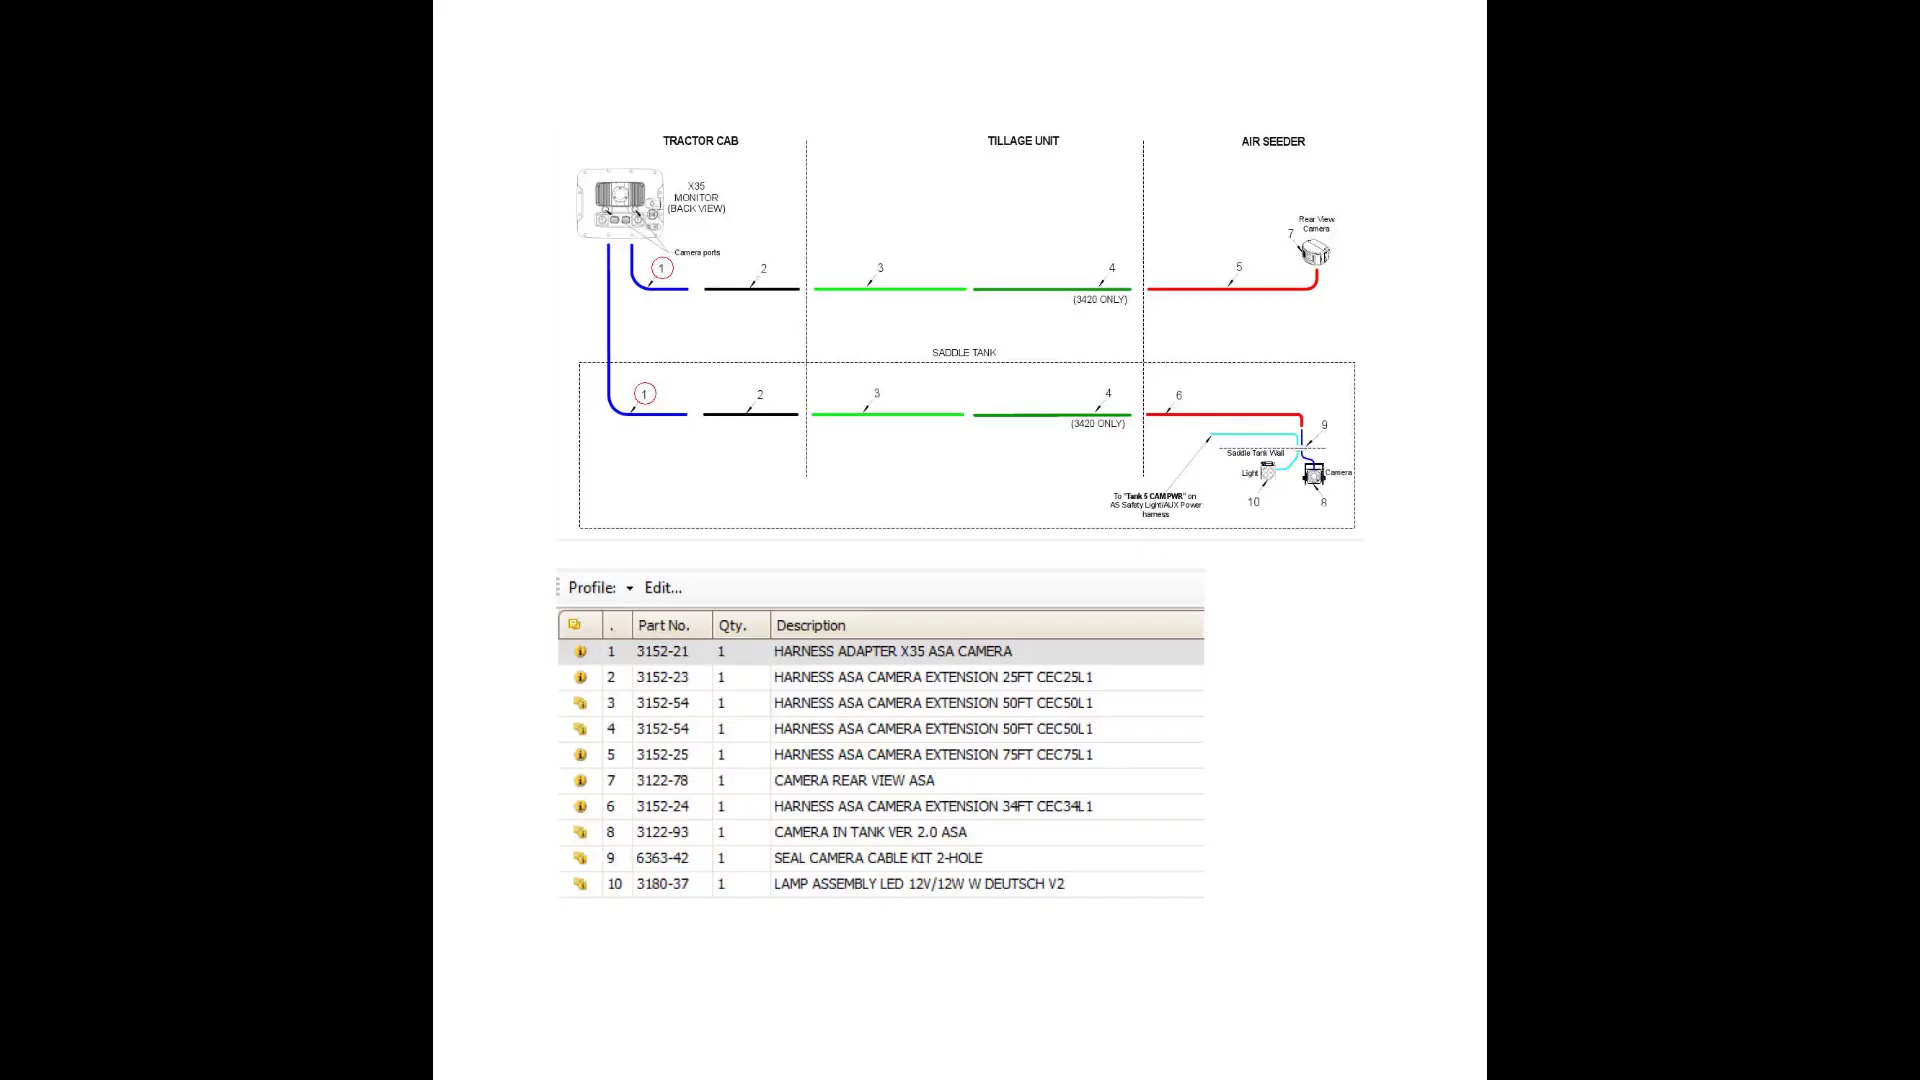 TRACTOR CAB
TILLAGE UNIT
AIR SEEDER
X35
MONITOR
(BACK VIEW)
Camera ports
Rear View
Camera
7
1
2
3
4
5
(3420 ONLY)
SADDLE TANK
1
2
3
4
6
(3420 ONLY)
9
Saddle Tank Wall
Light
Camera
10
8
To "Tank 5 CAM PWR" on
AS Safety Light/AUX Power
harness
Profile: Edit...
. Part No. Qty. Description
1 3152-21 1 HARNESS ADAPTER X35 ASA CAMERA
2 3152-23 1 HARNESS ASA CAMERA EXTENSION 25FT CEC25L1
3 3152-54 1 HARNESS ASA CAMERA EXTENSION 50FT CEC50L1
4 3152-54 1 HARNESS ASA CAMERA EXTENSION 50FT CEC50L1
5 3152-25 1 HARNESS ASA CAMERA EXTENSION 75FT CEC75L1
7 3122-78 1 CAMERA REAR VIEW ASA
6 3152-24 1 HARNESS ASA CAMERA EXTENSION 34FT CEC34L1
8 3122-93 1 CAMERA IN TANK VER 2.0 ASA
9 6363-42 1 SEAL CAMERA CABLE KIT 2-HOLE
10 3180-37 1 LAMP ASSEMBLY LED 12V/12W W DEUTSCH V2